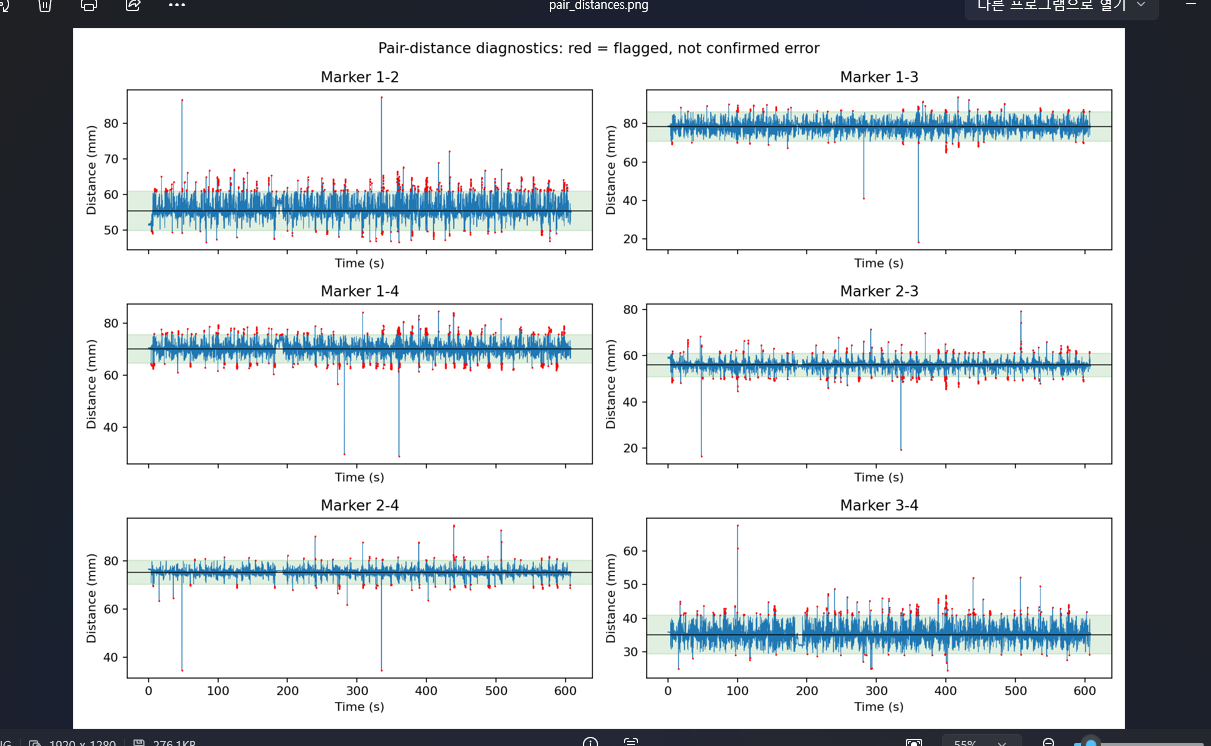 pair_distances.png
다른 프로그램으로 열기
Pair-distance diagnostics: red = flagged, not confirmed error
Marker 1-2
Distance (mm)
80
70
60
50
Time (s)
Marker 1-3
Distance (mm)
80
60
40
20
Time (s)
Marker 1-4
Distance (mm)
80
60
40
Time (s)
Marker 2-3
Distance (mm)
80
60
40
20
Time (s)
Marker 2-4
Distance (mm)
80
60
40
0 100 200 300 400 500 600
Time (s)
Marker 3-4
Distance (mm)
60
50
40
30
0 100 200 300 400 500 600
Time (s)
1920 x 1280
276.1KB
55%